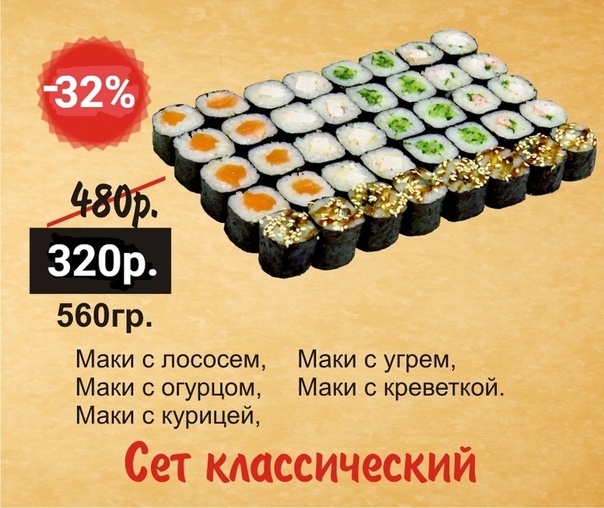 -32%
480р.
320р.
560гр.
Маки с лососем, Маки с угрем,
Маки с огурцом, Маки с креветкой.
Маки с курицей,
Сет классический